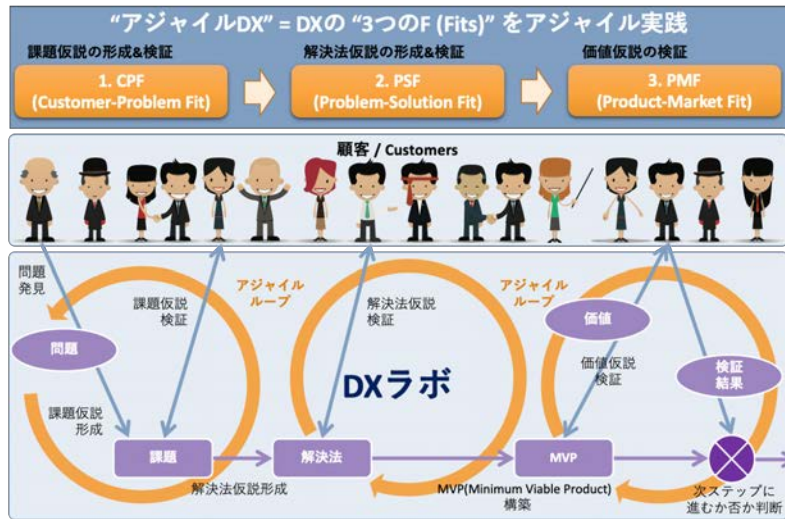 “アジャイルDX” = DXの “3つのF (Fits)” をアジャイル実践
課題仮説の形成&検証
解決法仮説の形成&検証
価値仮説の検証
1. CPF
(Customer-Problem Fit)
2. PSF
(Problem-Solution Fit)
3. PMF
(Product-Market Fit)
顧客 / Customers
問題
発見
課題仮説
検証
アジャイル
ループ
解決法仮説
検証
アジャイル
ループ
価値
問題
価値仮説
検証
検証
結果
DXラボ
課題仮説
形成
課題
解決法
MVP
解決法仮説形成
MVP(Minimum Viable Product)
構築
次ステップに
進むか否か判断